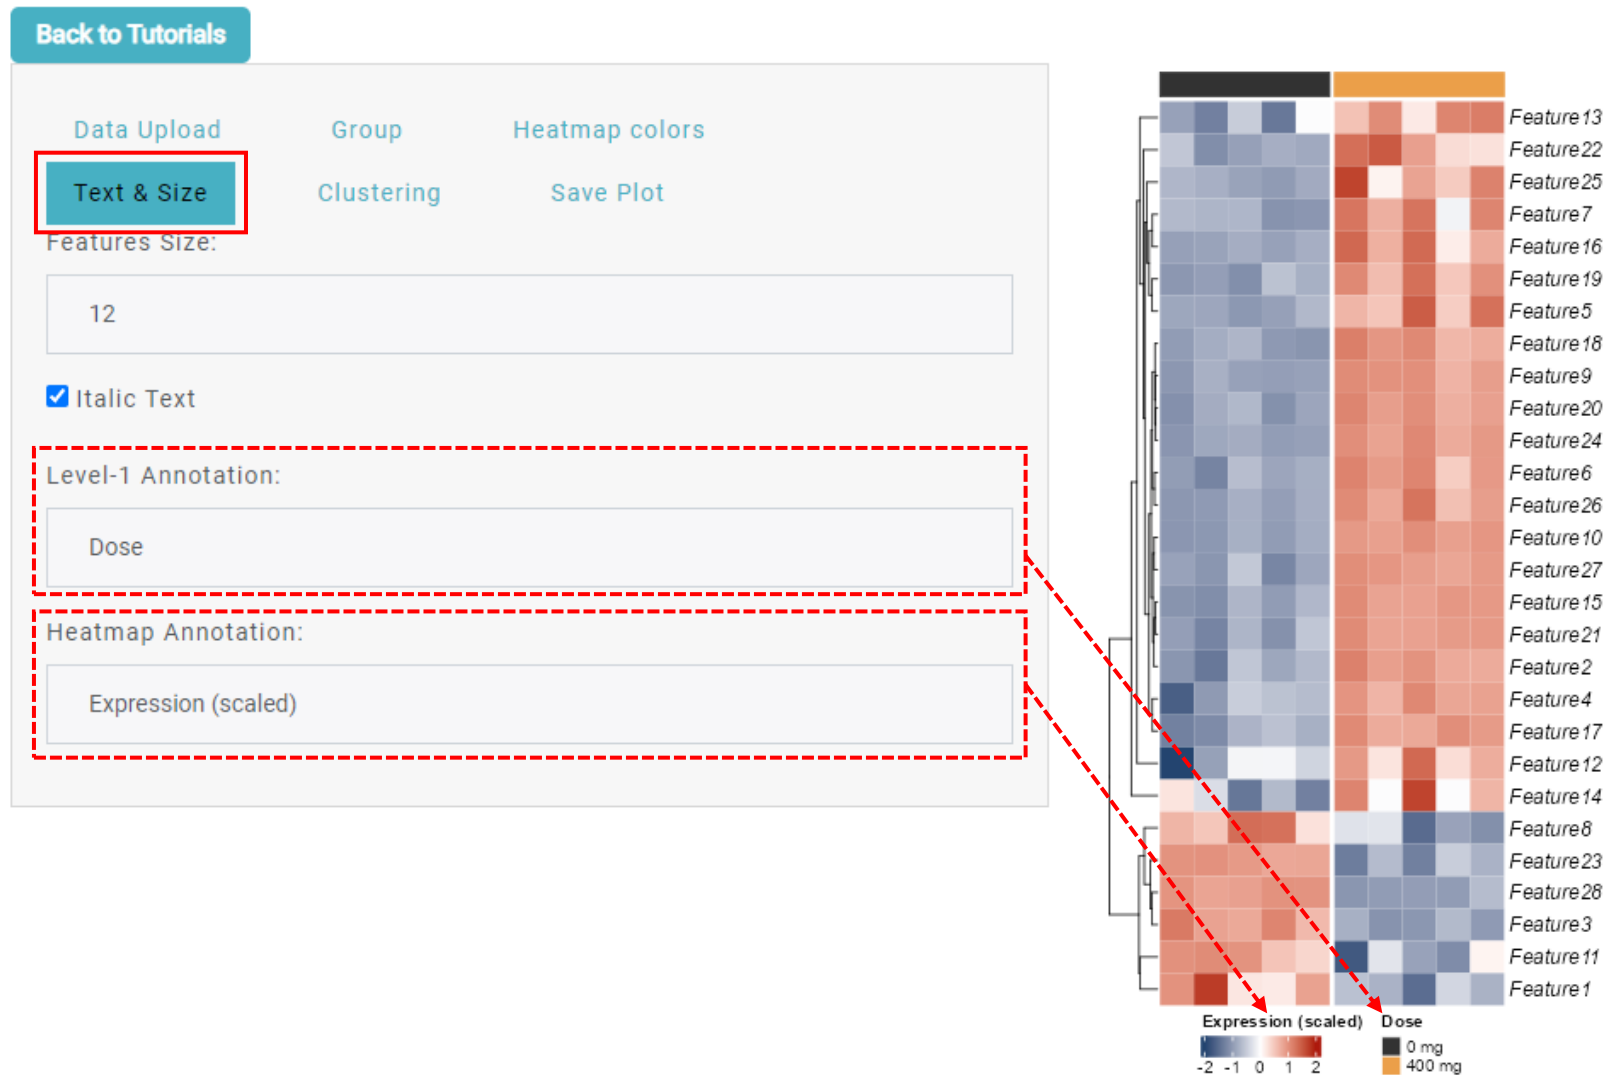 Back to Tutorials
Data Upload
Group
Heatmap colors
Text & Size
Clustering
Save Plot
Features Size:
12
Italic Text
Level-1 Annotation:
Dose
Heatmap Annotation:
Expression (scaled)
Feature13
Feature22
Feature25
Feature7
Feature16
Feature19
Feature5
Feature18
Feature9
Feature20
Feature24
Feature6
Feature26
Feature10
Feature27
Feature15
Feature21
Feature2
Feature4
Feature17
Feature12
Feature14
Feature8
Feature23
Feature28
Feature3
Feature11
Feature1
Expression (scaled)
-2 -1 0 1 2
Dose
0 mg
400 mg